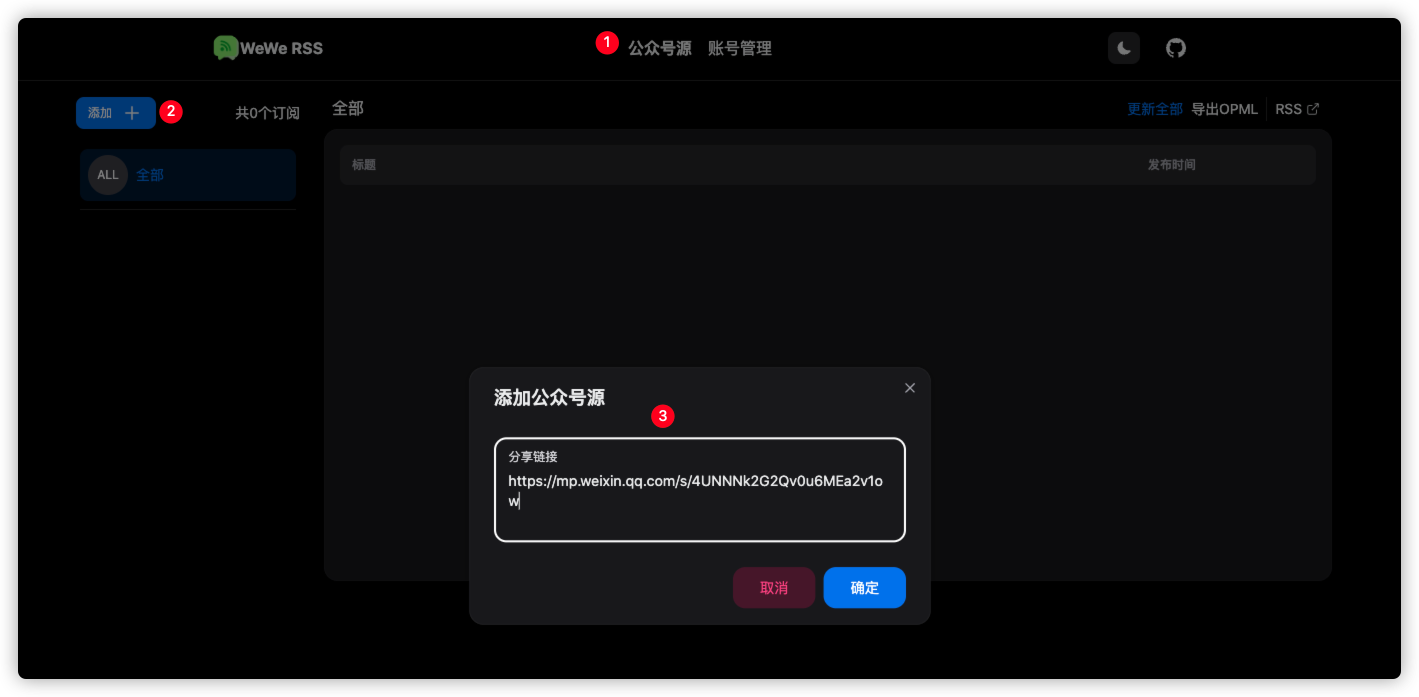 WeWe RSS
1
公众号源 账号管理
添加
2
共0个订阅
全部
更新全部 导出OPML RSS
ALL 全部
标题
发布时间
添加公众号源
3
分享链接
https://mp.weixin.qq.com/s/4UNNNk2G2Qv0u6MEa2v1o
w
取消
确定